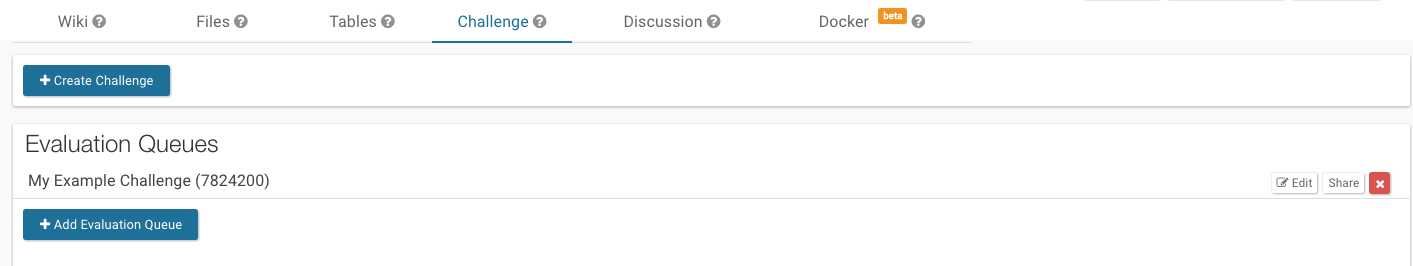 Wiki Files Tables Challenge Discussion Docker beta
+ Create Challenge
Evaluation Queues
My Example Challenge (7824200) Edit Share
+ Add Evaluation Queue